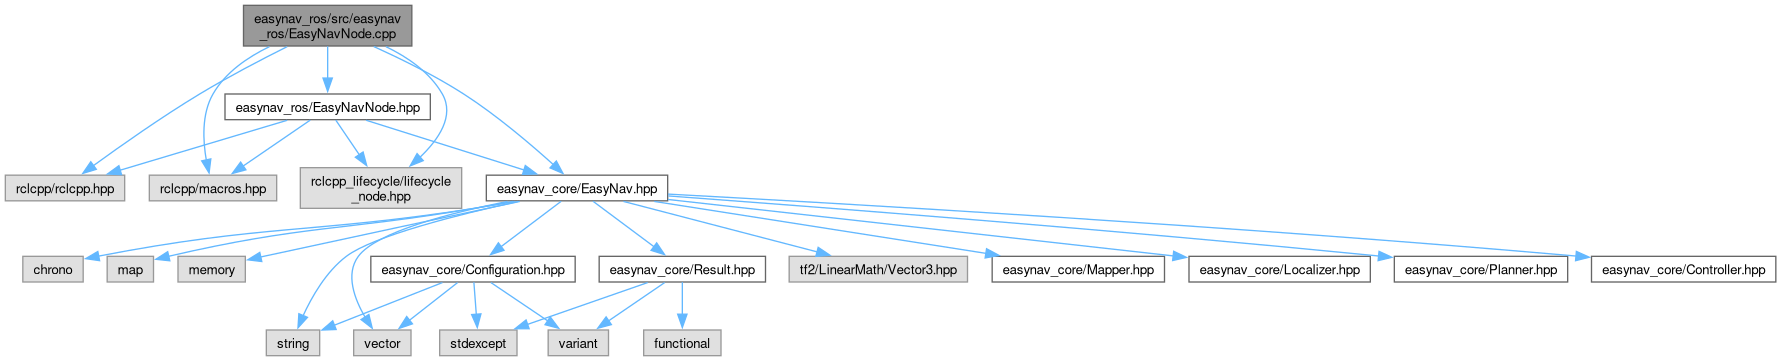 easynav_ros/src/easynav
_ros/EasyNavNode.cpp
easynav_ros/EasyNavNode.hpp
rclcpp/rclcpp.hpp
rclcpp/macros.hpp
rclcpp_lifecycle/lifecycle
_node.hpp
easynav_core/EasyNav.hpp
chrono
map
memory
easynav_core/Configuration.hpp
easynav_core/Result.hpp
tf2/LinearMath/Vector3.hpp
easynav_core/Mapper.hpp
easynav_core/Localizer.hpp
easynav_core/Planner.hpp
easynav_core/Controller.hpp
string
vector
stdexcept
variant
functional